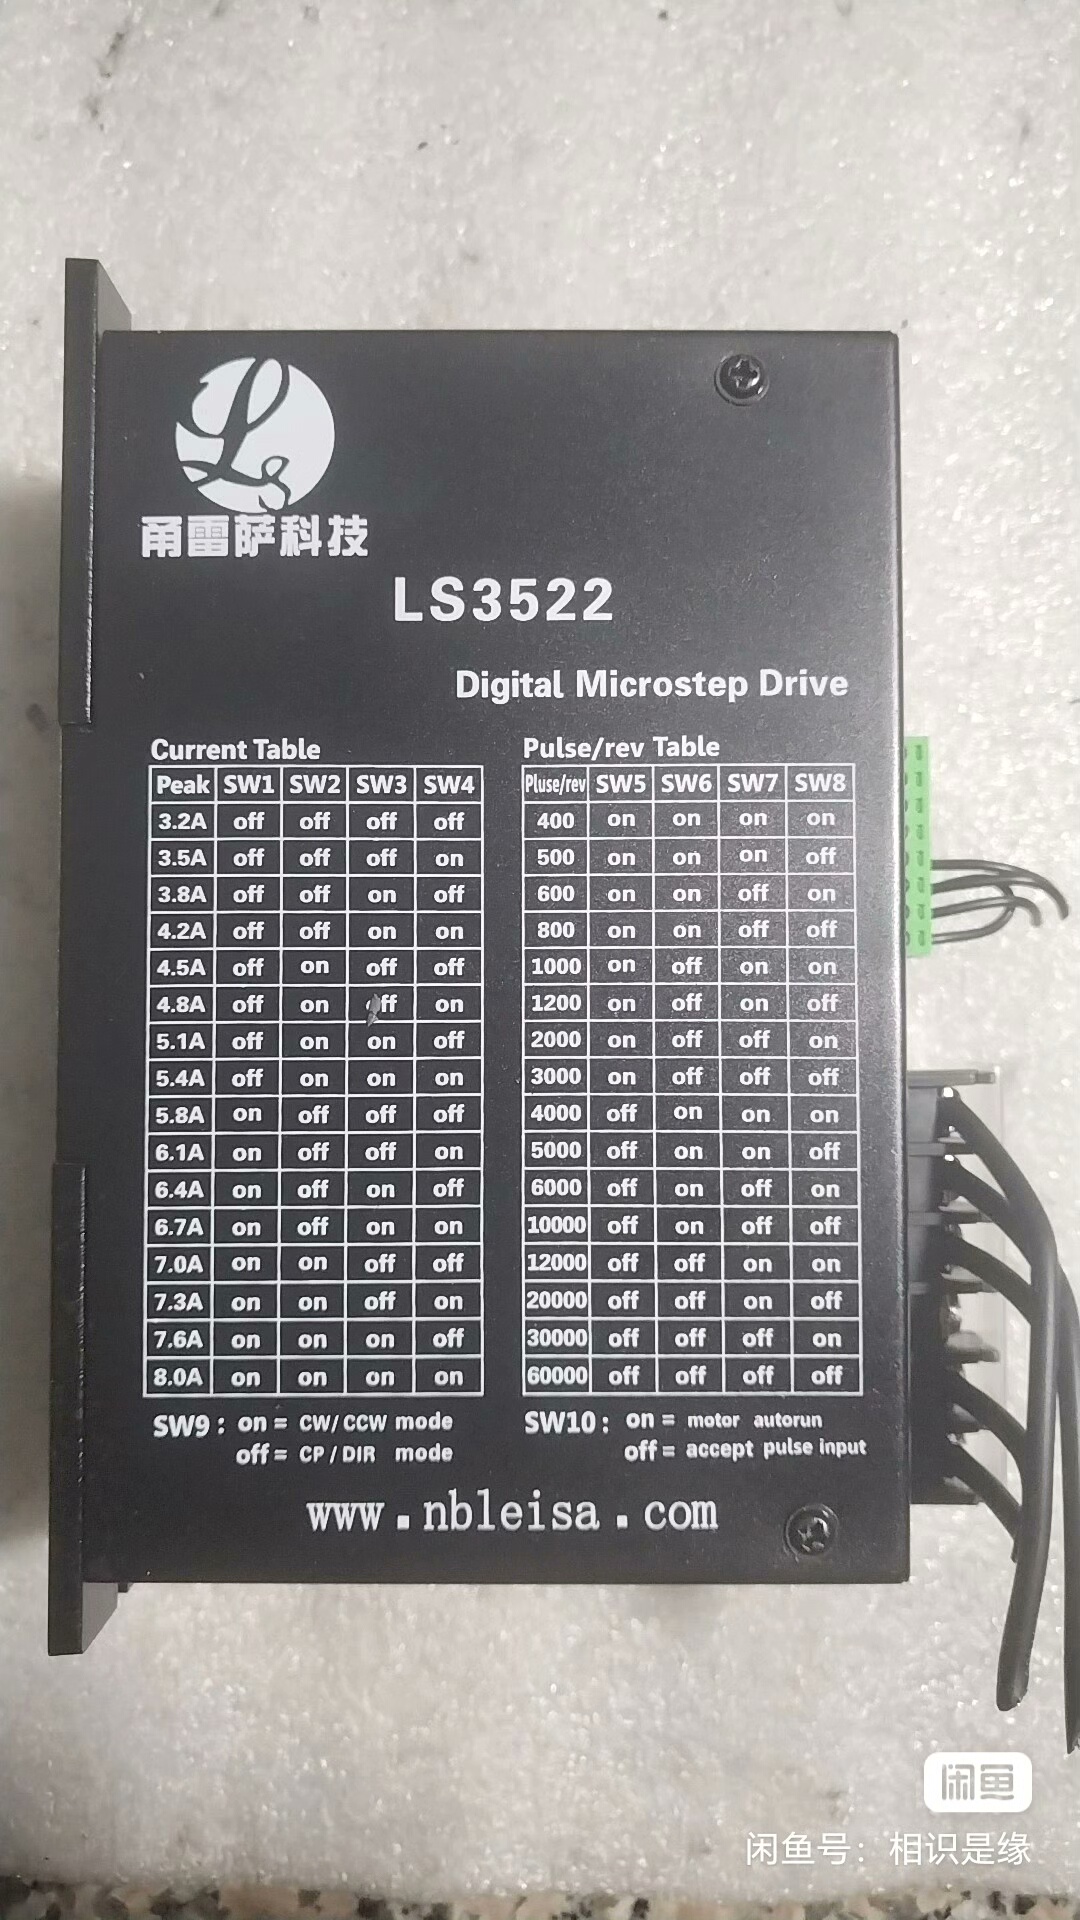 甬雷萨科技
LS3522
Digital Microstep Drive
Current Table
Peak SW1 SW2 SW3 SW4
3.2A off off off off
3.5A off off off on
3.8A off off on off
4.2A off off on on
4.5A off on off off
4.8A off on off on
5.1A off on on off
5.4A off on on on
5.8A on off off off
6.1A on off off on
6.4A on off on off
6.7A on off on on
7.0A on on off off
7.3A on on off on
7.6A on on on off
8.0A on on on on
SW9: on = CW/CCW mode
off = CP/DIR mode
Pulse/rev Table
Pluse/rev SW5 SW6 SW7 SW8
400 on on on on
500 on on on off
600 on on off on
800 on on off off
1000 on off on on
1200 on off on off
2000 on off off on
3000 on off off off
4000 off on on on
5000 off on on off
6000 off on off on
10000 off on off off
12000 off off on on
20000 off off on off
30000 off off off on
60000 off off off off
SW10: on = motor autorun
off = accept pulse input
www.nbleisa.com
闲鱼
闲鱼号：相识是缘